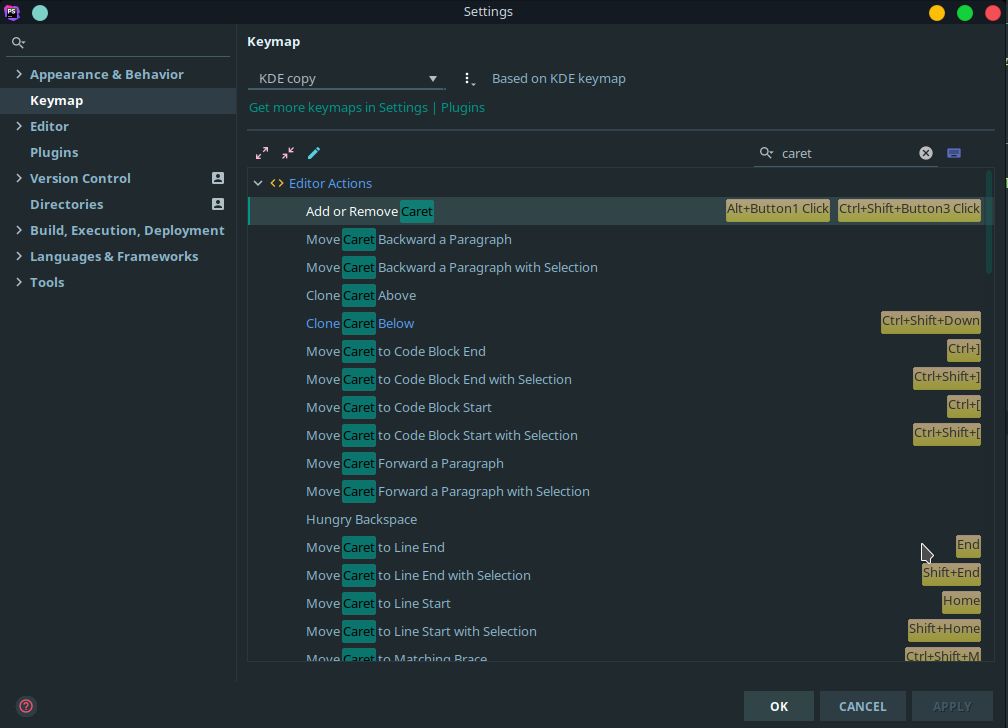 PS
Settings
Appearance & Behavior
Keymap
Editor
Plugins
Version Control
Directories
Build, Execution, Deployment
Languages & Frameworks
Tools
Keymap
KDE copy
Based on KDE keymap
Get more keymaps in Settings | Plugins
caret
Editor Actions
Add or Remove Caret Alt+Button1 Click Ctrl+Shift+Button3 Click
Move Caret Backward a Paragraph
Move Caret Backward a Paragraph with Selection
Clone Caret Above
Clone Caret Below Ctrl+Shift+Down
Move Caret to Code Block End Ctrl+]
Move Caret to Code Block End with Selection Ctrl+Shift+]
Move Caret to Code Block Start Ctrl+[
Move Caret to Code Block Start with Selection Ctrl+Shift+[
Move Caret Forward a Paragraph
Move Caret Forward a Paragraph with Selection
Hungry Backspace
Move Caret to Line End End
Move Caret to Line End with Selection Shift+End
Move Caret to Line Start Home
Move Caret to Line Start with Selection Shift+Home
Move Caret to Matching Brace Ctrl+Shift+M
?
OK CANCEL APPLY